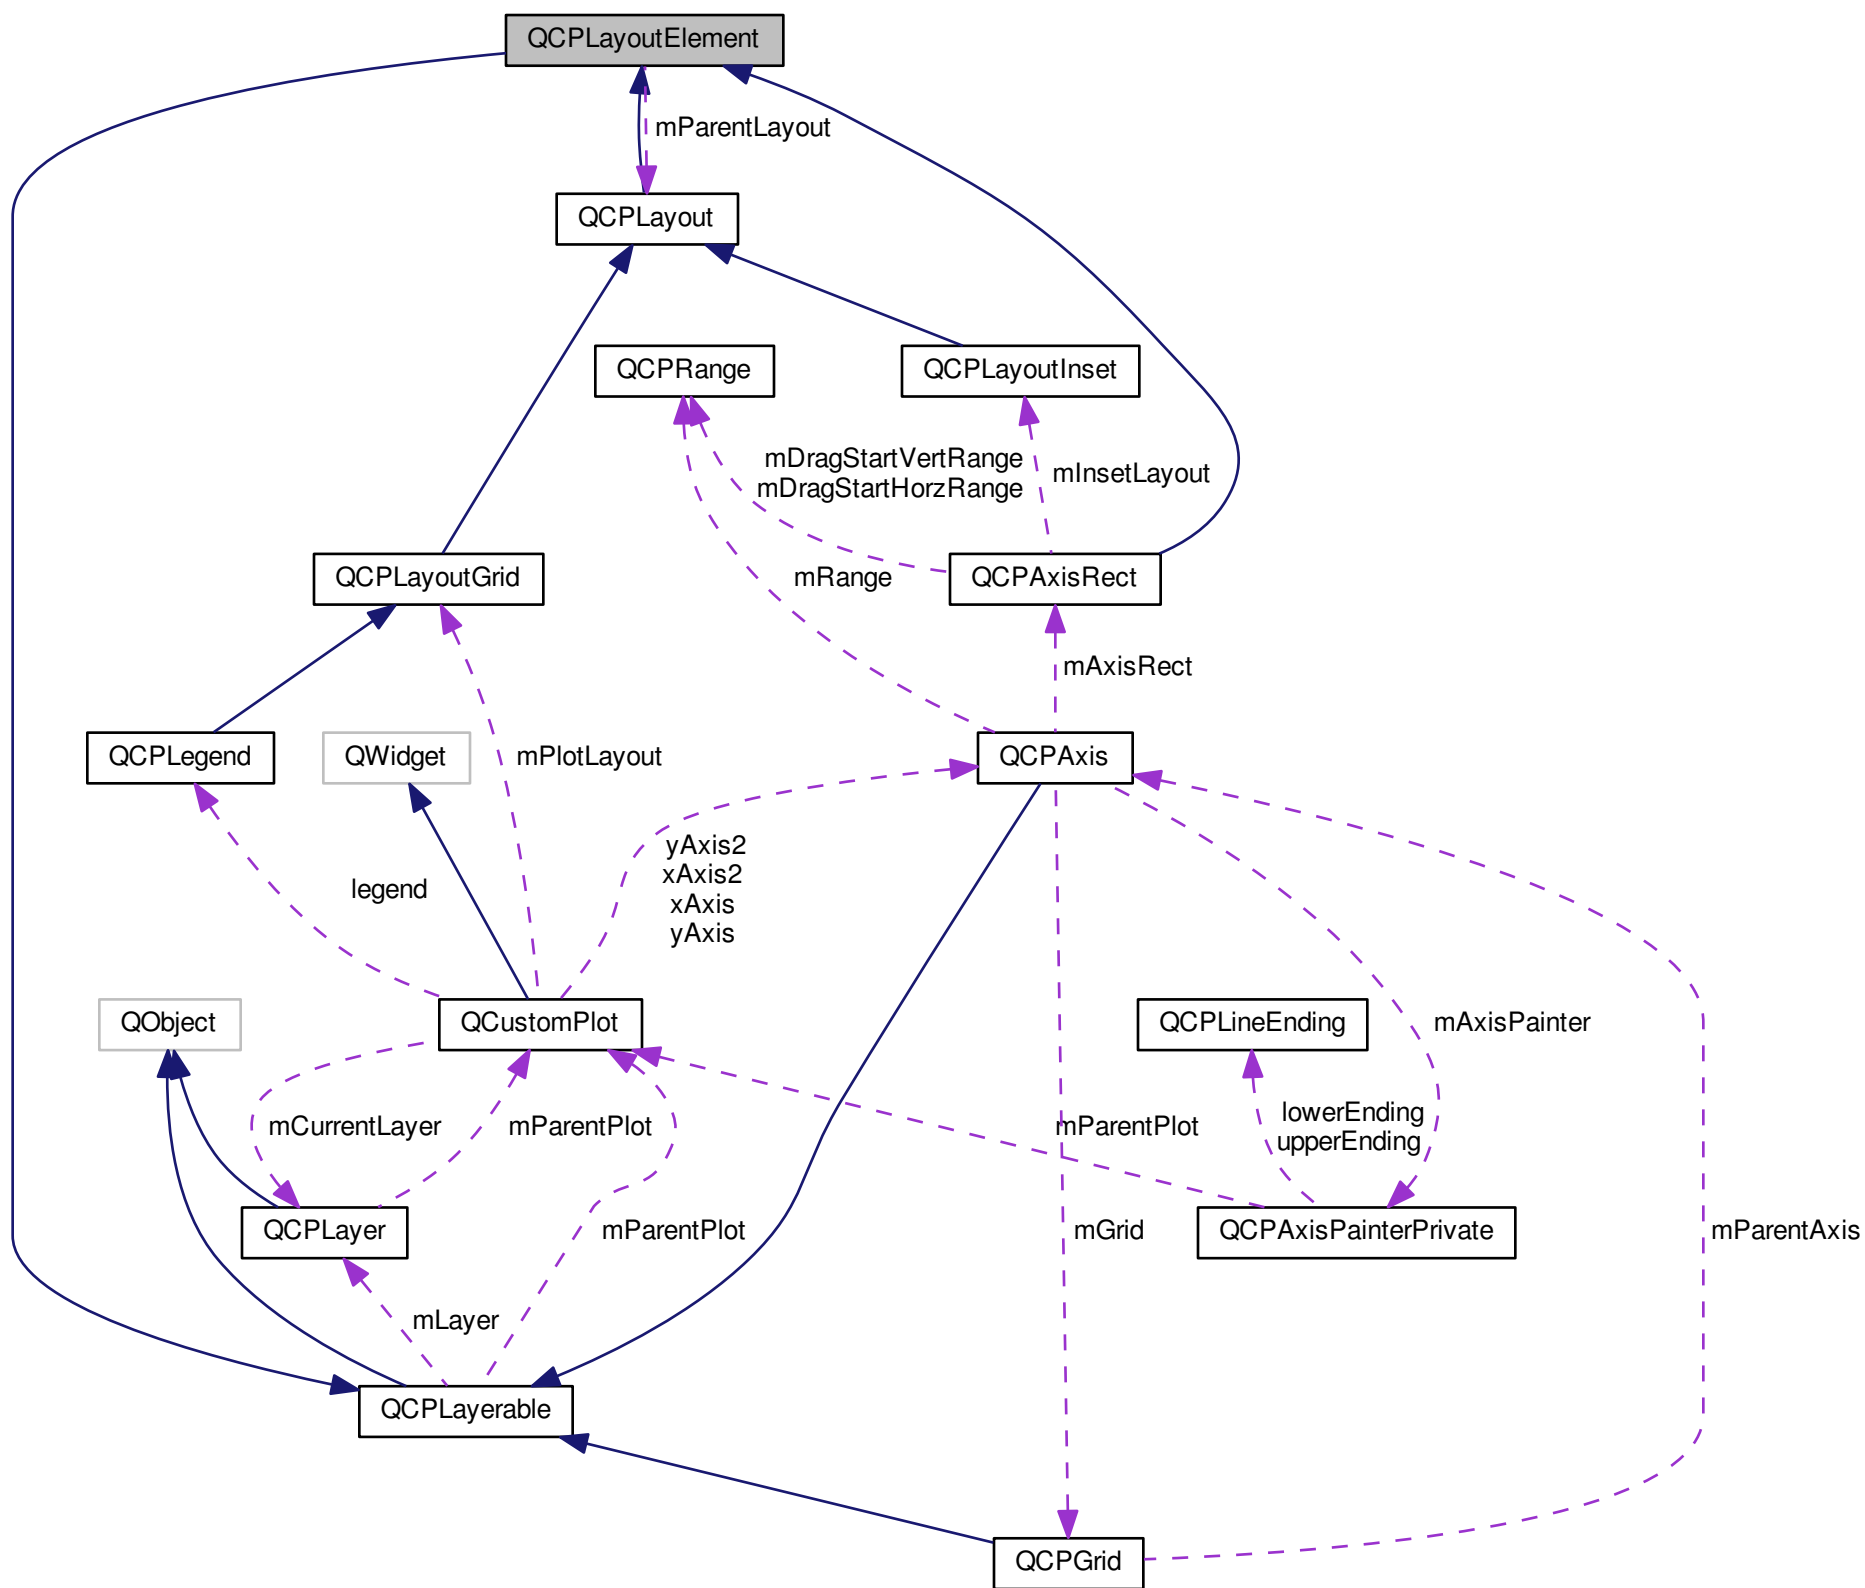 QCPLayoutElement
mParentLayout
QCPLayout
QCPRange
QCPLayoutInset
mDragStartVertRange
mDragStartHorzRange
mInsetLayout
QCPLayoutGrid
mRange
QCPAxisRect
mAxisRect
QCPLegend
QWidget
mPlotLayout
QCPAxis
legend
yAxis2
xAxis2
xAxis
yAxis
QObject
QCustomPlot
QCPLineEnding
mAxisPainter
mCurrentLayer
mParentPlot
mParentPlot
lowerEnding
upperEnding
QCPLayer
mParentPlot
mGrid
QCPAxisPainterPrivate
mParentAxis
mLayer
QCPLayerable
QCPGrid